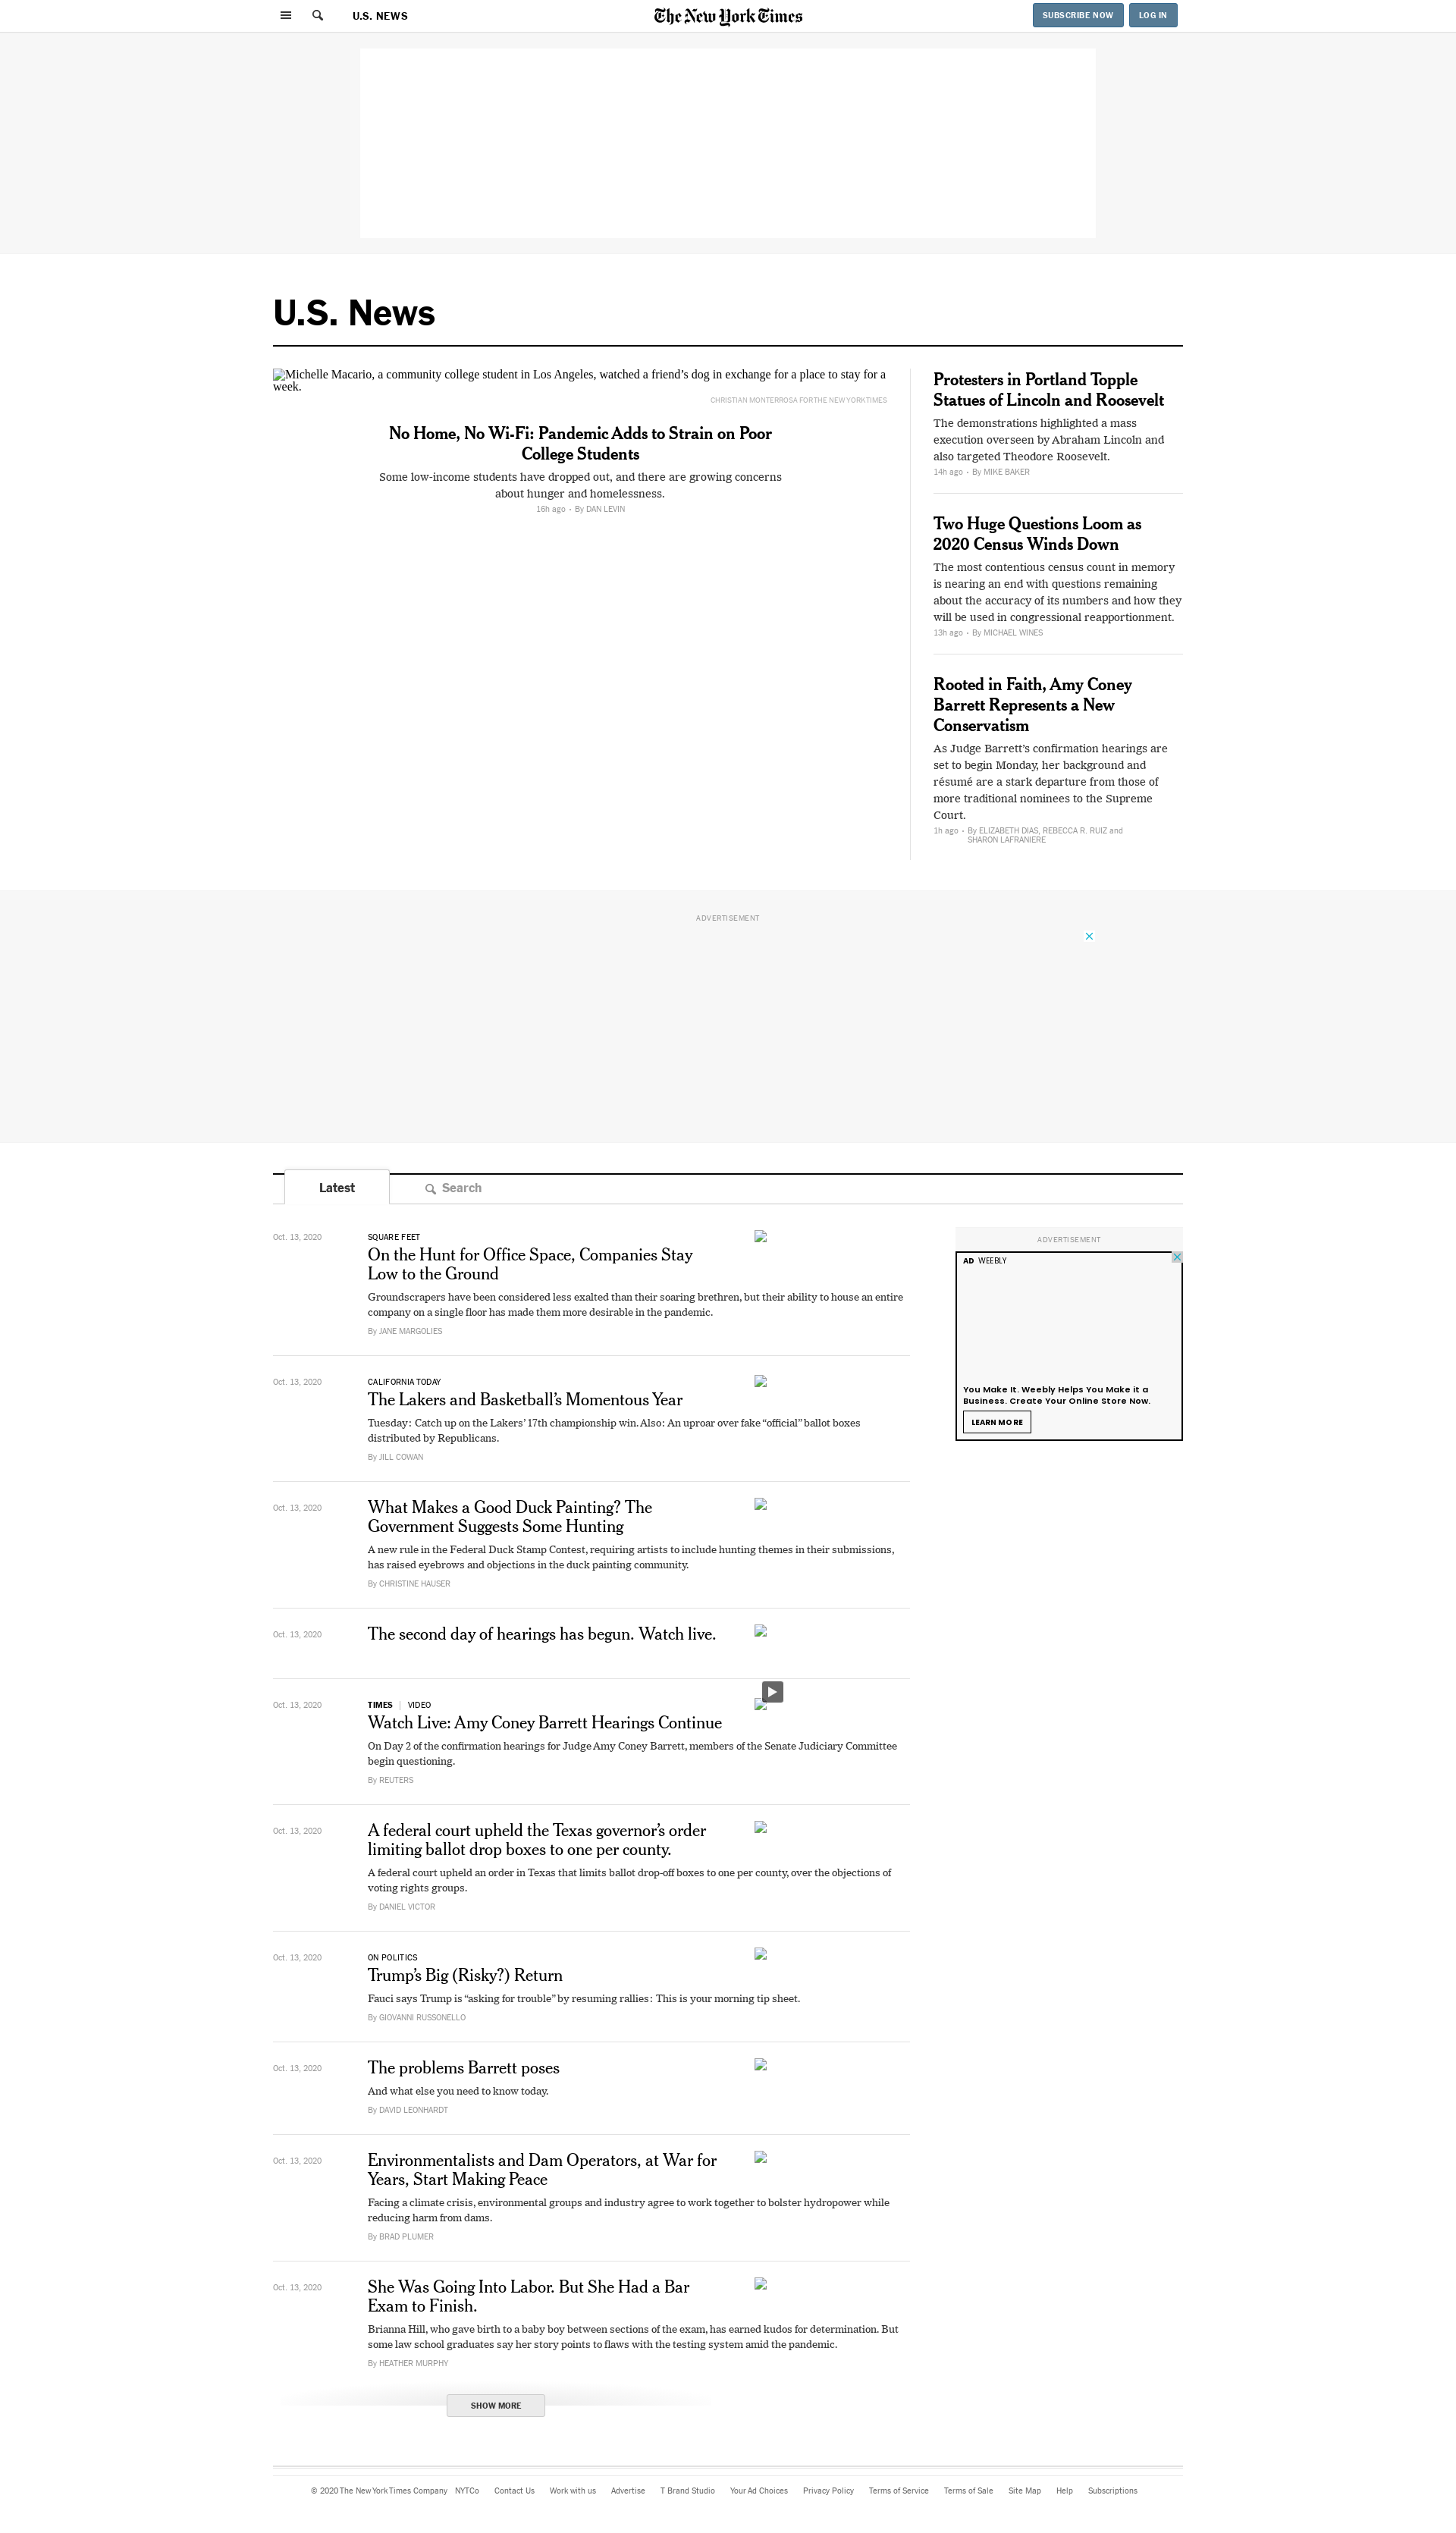 U.S. NEWS
The New York Times
SUBSCRIBE NOW
LOG IN
U.S. News
Michelle Macario, a community college student in Los Angeles, watched a friend’s dog in exchange for a place to stay for a
week.
CHRISTIAN MONTERROSA FOR THE NEW YORK TIMES
No Home, No Wi-Fi: Pandemic Adds to Strain on Poor
College Students
Some low-income students have dropped out, and there are growing concerns
about hunger and homelessness.
16h ago • By DAN LEVIN
Protesters in Portland Topple
Statues of Lincoln and Roosevelt
The demonstrations highlighted a mass
execution overseen by Abraham Lincoln and
also targeted Theodore Roosevelt.
14h ago • By MIKE BAKER
Two Huge Questions Loom as
2020 Census Winds Down
The most contentious census count in memory
is nearing an end with questions remaining
about the accuracy of its numbers and how they
will be used in congressional reapportionment.
13h ago • By MICHAEL WINES
Rooted in Faith, Amy Coney
Barrett Represents a New
Conservatism
As Judge Barrett’s confirmation hearings are
set to begin Monday, her background and
résumé are a stark departure from those of
more traditional nominees to the Supreme
Court.
1h ago • By ELIZABETH DIAS, REBECCA R. RUIZ and
SHARON LAFRANIERE
ADVERTISEMENT
Latest
Search
Oct. 13, 2020
SQUARE FEET
On the Hunt for Office Space, Companies Stay
Low to the Ground
Groundscrapers have been considered less exalted than their soaring brethren, but their ability to house an entire
company on a single floor has made them more desirable in the pandemic.
By JANE MARGOLIES
Oct. 13, 2020
CALIFORNIA TODAY
The Lakers and Basketball’s Momentous Year
Tuesday: Catch up on the Lakers’ 17th championship win. Also: An uproar over fake “official” ballot boxes
distributed by Republicans.
By JILL COWAN
Oct. 13, 2020
What Makes a Good Duck Painting? The
Government Suggests Some Hunting
A new rule in the Federal Duck Stamp Contest, requiring artists to include hunting themes in their submissions,
has raised eyebrows and objections in the duck painting community.
By CHRISTINE HAUSER
Oct. 13, 2020
The second day of hearings has begun. Watch live.
Oct. 13, 2020
TIMES | VIDEO
Watch Live: Amy Coney Barrett Hearings Continue
On Day 2 of the confirmation hearings for Judge Amy Coney Barrett, members of the Senate Judiciary Committee
begin questioning.
By REUTERS
Oct. 13, 2020
A federal court upheld the Texas governor’s order
limiting ballot drop boxes to one per county.
A federal court upheld an order in Texas that limits ballot drop-off boxes to one per county, over the objections of
voting rights groups.
By DANIEL VICTOR
Oct. 13, 2020
ON POLITICS
Trump’s Big (Risky?) Return
Fauci says Trump is “asking for trouble” by resuming rallies: This is your morning tip sheet.
By GIOVANNI RUSSONELLO
Oct. 13, 2020
The problems Barrett poses
And what else you need to know today.
By DAVID LEONHARDT
Oct. 13, 2020
Environmentalists and Dam Operators, at War for
Years, Start Making Peace
Facing a climate crisis, environmental groups and industry agree to work together to bolster hydropower while
reducing harm from dams.
By BRAD PLUMER
Oct. 13, 2020
She Was Going Into Labor. But She Had a Bar
Exam to Finish.
Brianna Hill, who gave birth to a baby boy between sections of the exam, has earned kudos for determination. But
some law school graduates say her story points to flaws with the testing system amid the pandemic.
By HEATHER MURPHY
SHOW MORE
ADVERTISEMENT
AD WEEBLY
You Make It. Weebly Helps You Make it a
Business. Create Your Online Store Now.
LEARN MORE
© 2020 The New York Times Company NYTCo Contact Us Work with us Advertise T Brand Studio Your Ad Choices Privacy Policy Terms of Service Terms of Sale Site Map Help Subscriptions